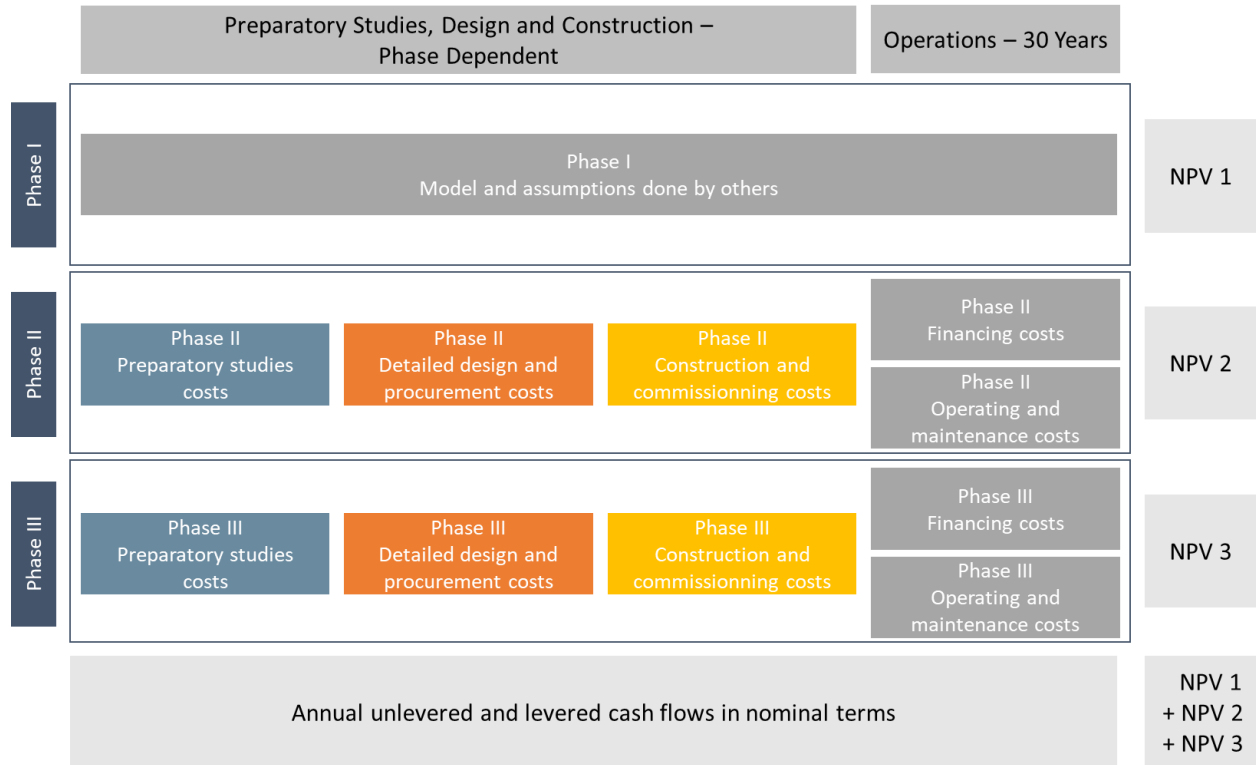 Preparatory Studies, Design and Construction –
Phase Dependent
Operations – 30 Years
Phase I
Phase I
Model and assumptions done by others
NPV 1
Phase II
Phase II
Preparatory studies
costs
Phase II
Detailed design and
procurement costs
Phase II
Construction and
commissionning costs
Phase II
Financing costs
Phase II
Operating and
maintenance costs
NPV 2
Phase III
Phase III
Preparatory studies
costs
Phase III
Detailed design and
procurement costs
Phase III
Construction and
commissionning costs
Phase III
Financing costs
Phase III
Operating and
maintenance costs
NPV 3
Annual unlevered and levered cash flows in nominal terms
NPV 1
+ NPV 2
+ NPV 3